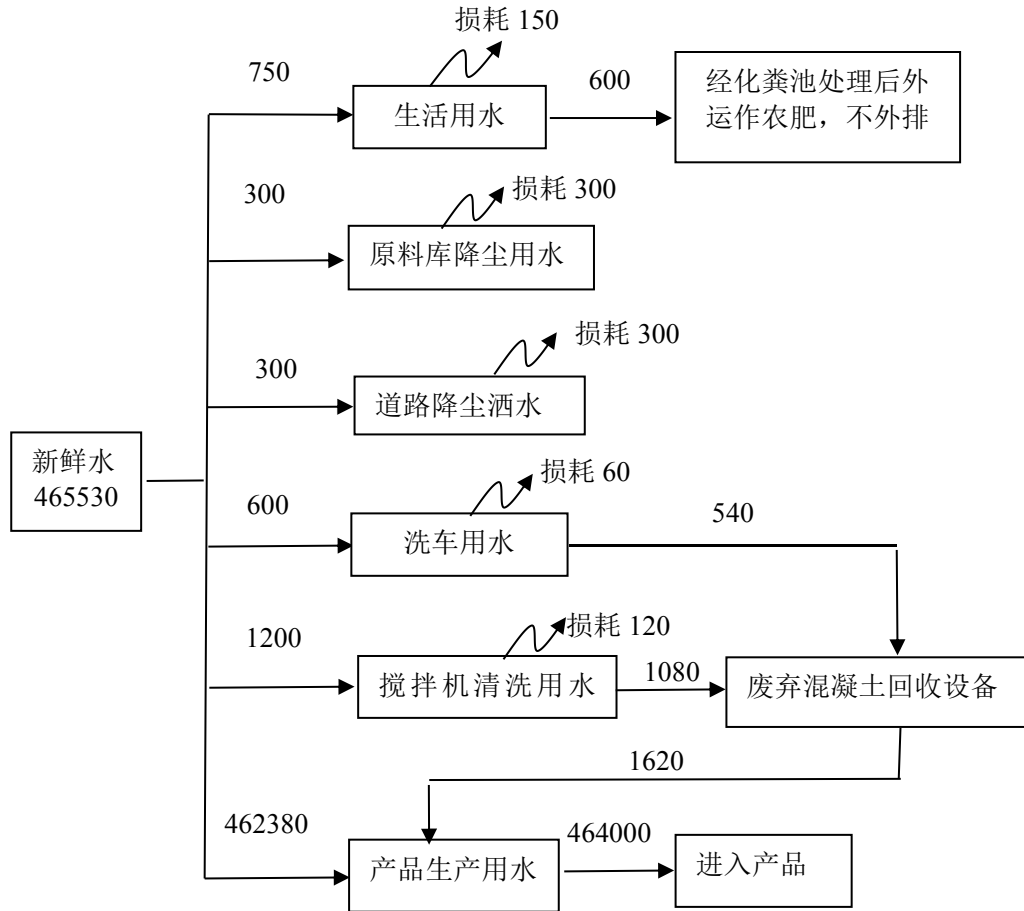 损耗 150
750
600
生活用水
经化粪池处理后外
运作农肥，不外排
300
损耗 300
原料库降尘用水
损耗 300
300
道路降尘洒水
新鲜水
465530
损耗 60
600
540
洗车用水
损耗 120
1200
搅拌机清洗用水
1080
废弃混凝土回收设备
1620
462380
464000
产品生产用水
进入产品